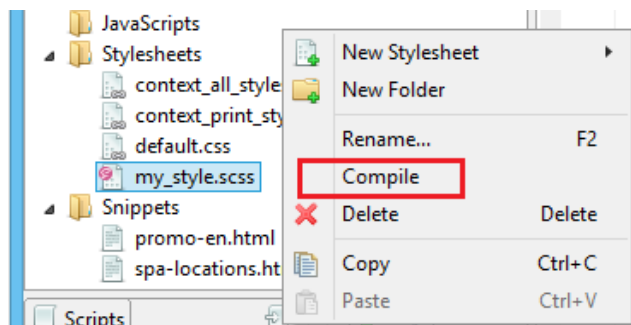 JavaScripts
Stylesheets
context_all_style
context_print_sty
default.css
my_style.scss
Snippets
promo-en.html
spa-locations.ht
Scripts
New Stylesheet
New Folder
Rename... F2
Compile
Delete Delete
Copy Ctrl+C
Paste Ctrl+V